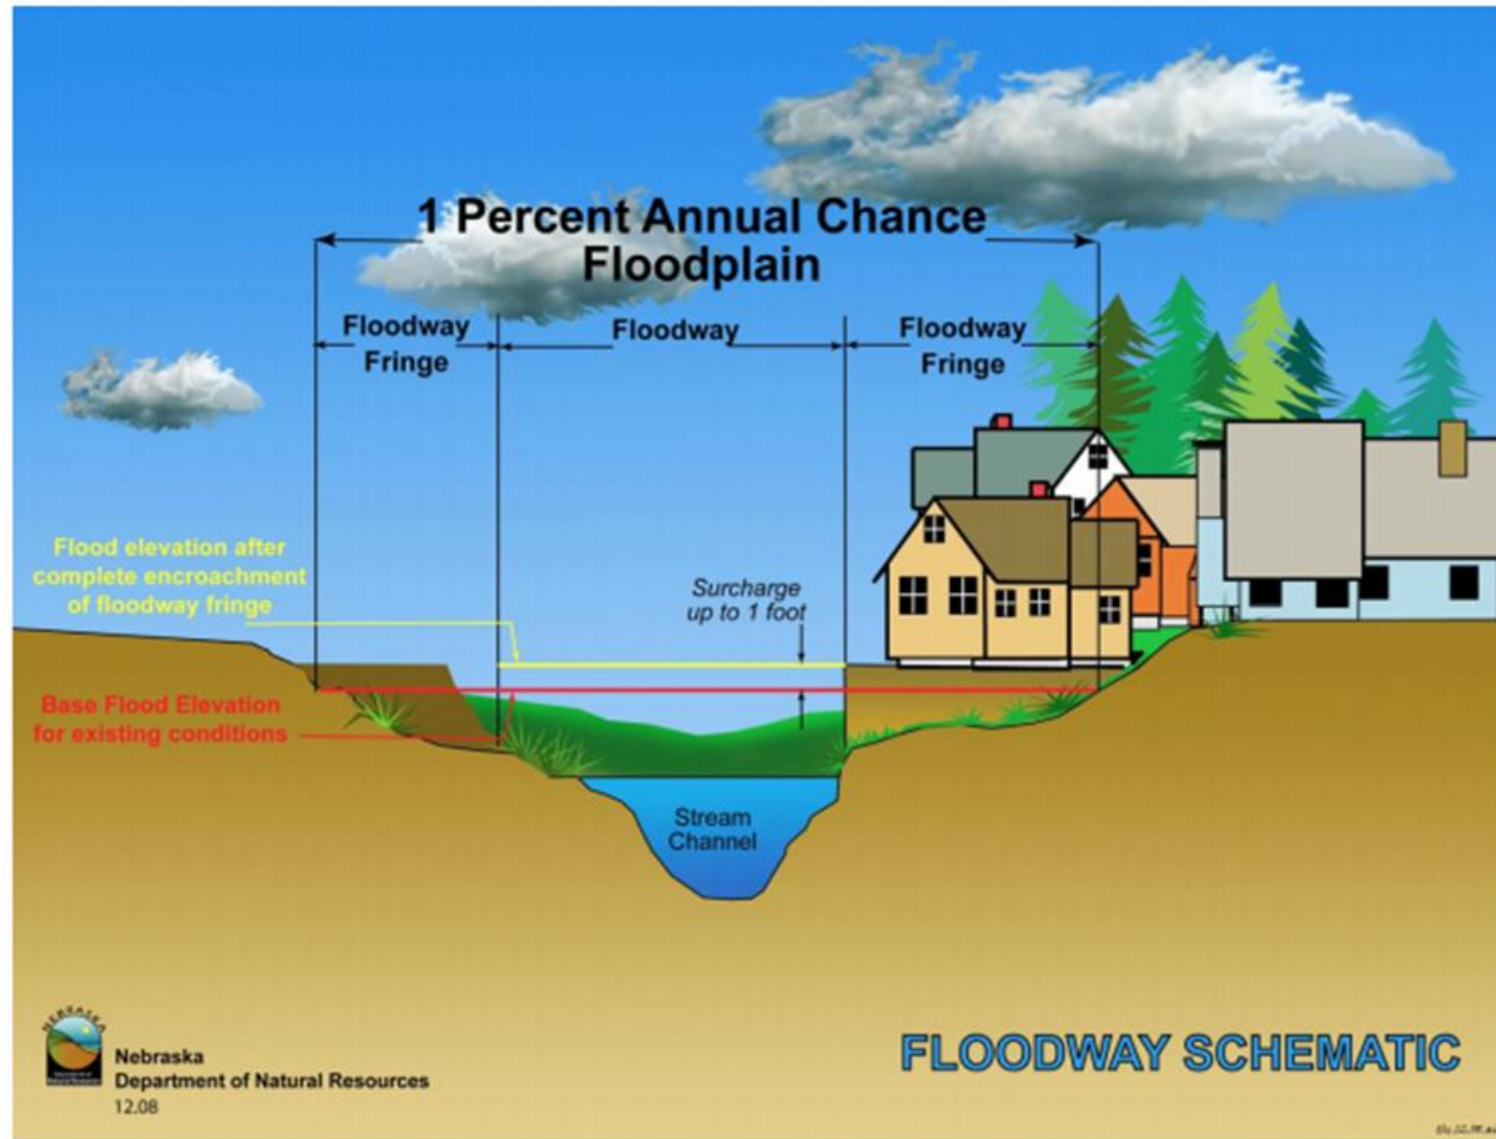 1 Percent Annual Chance
Floodplain
Floodway
Fringe
Floodway
Floodway
Fringe
Flood elevation after
complete encroachment
of floodway fringe
Surcharge
up to 1 foot
Base Flood Elevation
for existing conditions
Stream
Channel
NEBRASKA
Nebraska
Department of Natural Resources
12.08
FLOODWAY SCHEMATIC